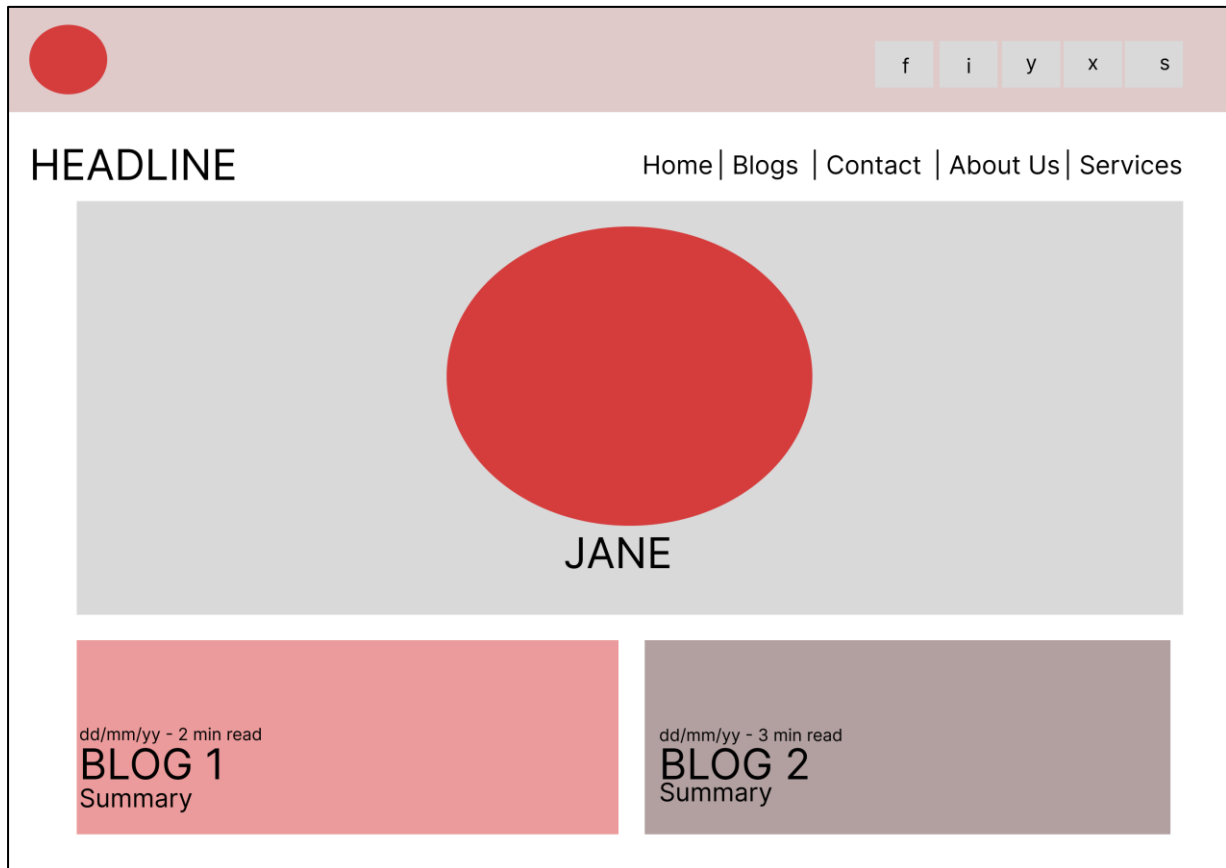 f i y x s
HEADLINE
Home | Blogs | Contact | About Us | Services
JANE
dd/mm/yy - 2 min read
BLOG 1
Summary
dd/mm/yy - 3 min read
BLOG 2
Summary